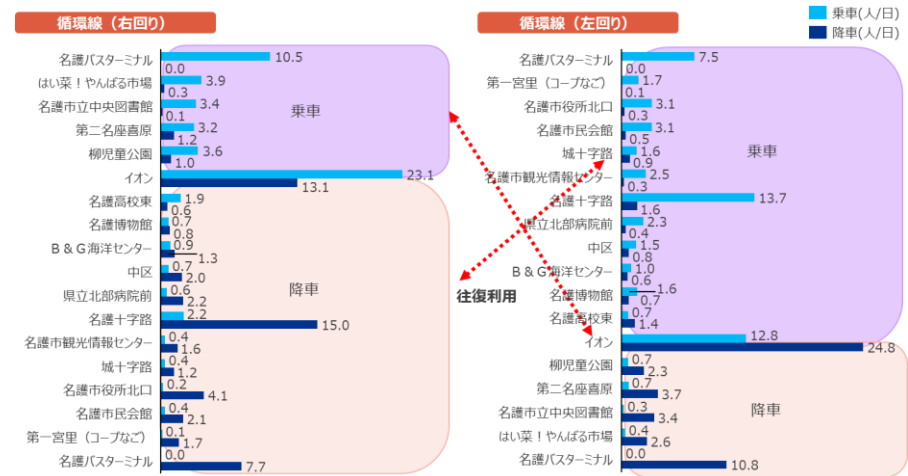 循環線（右回り）
循環線（左回り）
乗車(人/日)
降車(人/日)
名護バスターミナル 10.5 0.0
はい菜！やんばる市場 3.9 0.3
名護市立中央図書館 3.4 0.1
第二名座喜原 3.2 1.2
柳児童公園 3.6 1.0
イオン 23.1 13.1
名護高校東 1.9 0.6
名護博物館 0.7 0.8
Ｂ＆Ｇ海洋センター 0.9 1.3
中区 0.7 2.0
県立北部病院前 0.6 2.2
名護十字路 2.2 15.0
名護市観光情報センター 0.4 1.6
城十字路 0.4 1.2
名護市役所北口 0.2 4.1
名護市民会館 0.4 2.1
第一宮里（コープなご） 0.1 1.7
名護バスターミナル 0.0 7.7
乗車
降車
往復利用
名護バスターミナル 7.5 0.0
第一宮里（コープなご） 1.7 0.1
名護市役所北口 3.1 0.3
名護市民会館 3.1 0.5
城十字路 1.6 0.9
名護市観光情報センター 2.5 0.3
名護十字路 13.7 1.6
県立北部病院前 2.3 0.4
中区 1.5 0.8
Ｂ＆Ｇ海洋センター 1.0 0.6
名護博物館 1.6 0.7
名護高校東 0.7 1.4
イオン 12.8 24.8
柳児童公園 0.7 2.3
第二名座喜原 0.7 3.7
名護市立中央図書館 0.3 3.4
はい菜！やんばる市場 0.4 2.6
名護バスターミナル 0.0 10.8
乗車
降車